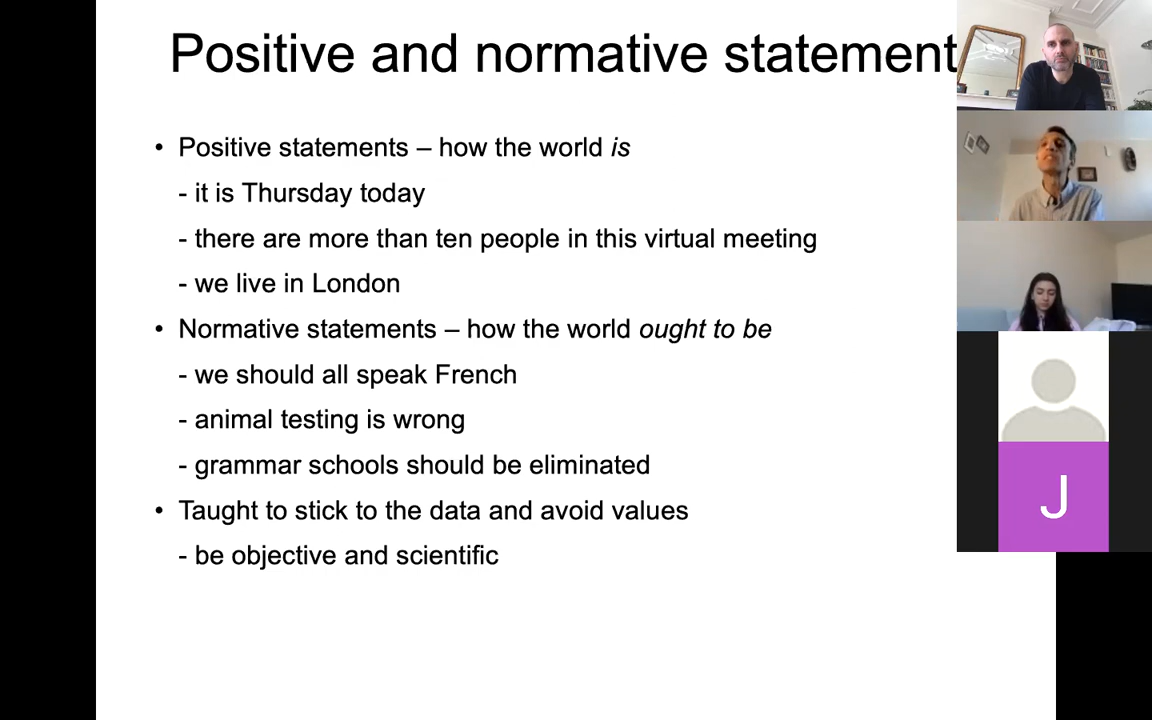 Positive and normative statement
• Positive statements – how the world is
- it is Thursday today
- there are more than ten people in this virtual meeting
- we live in London
• Normative statements – how the world ought to be
- we should all speak French
- animal testing is wrong
- grammar schools should be eliminated
• Taught to stick to the data and avoid values
- be objective and scientific
J